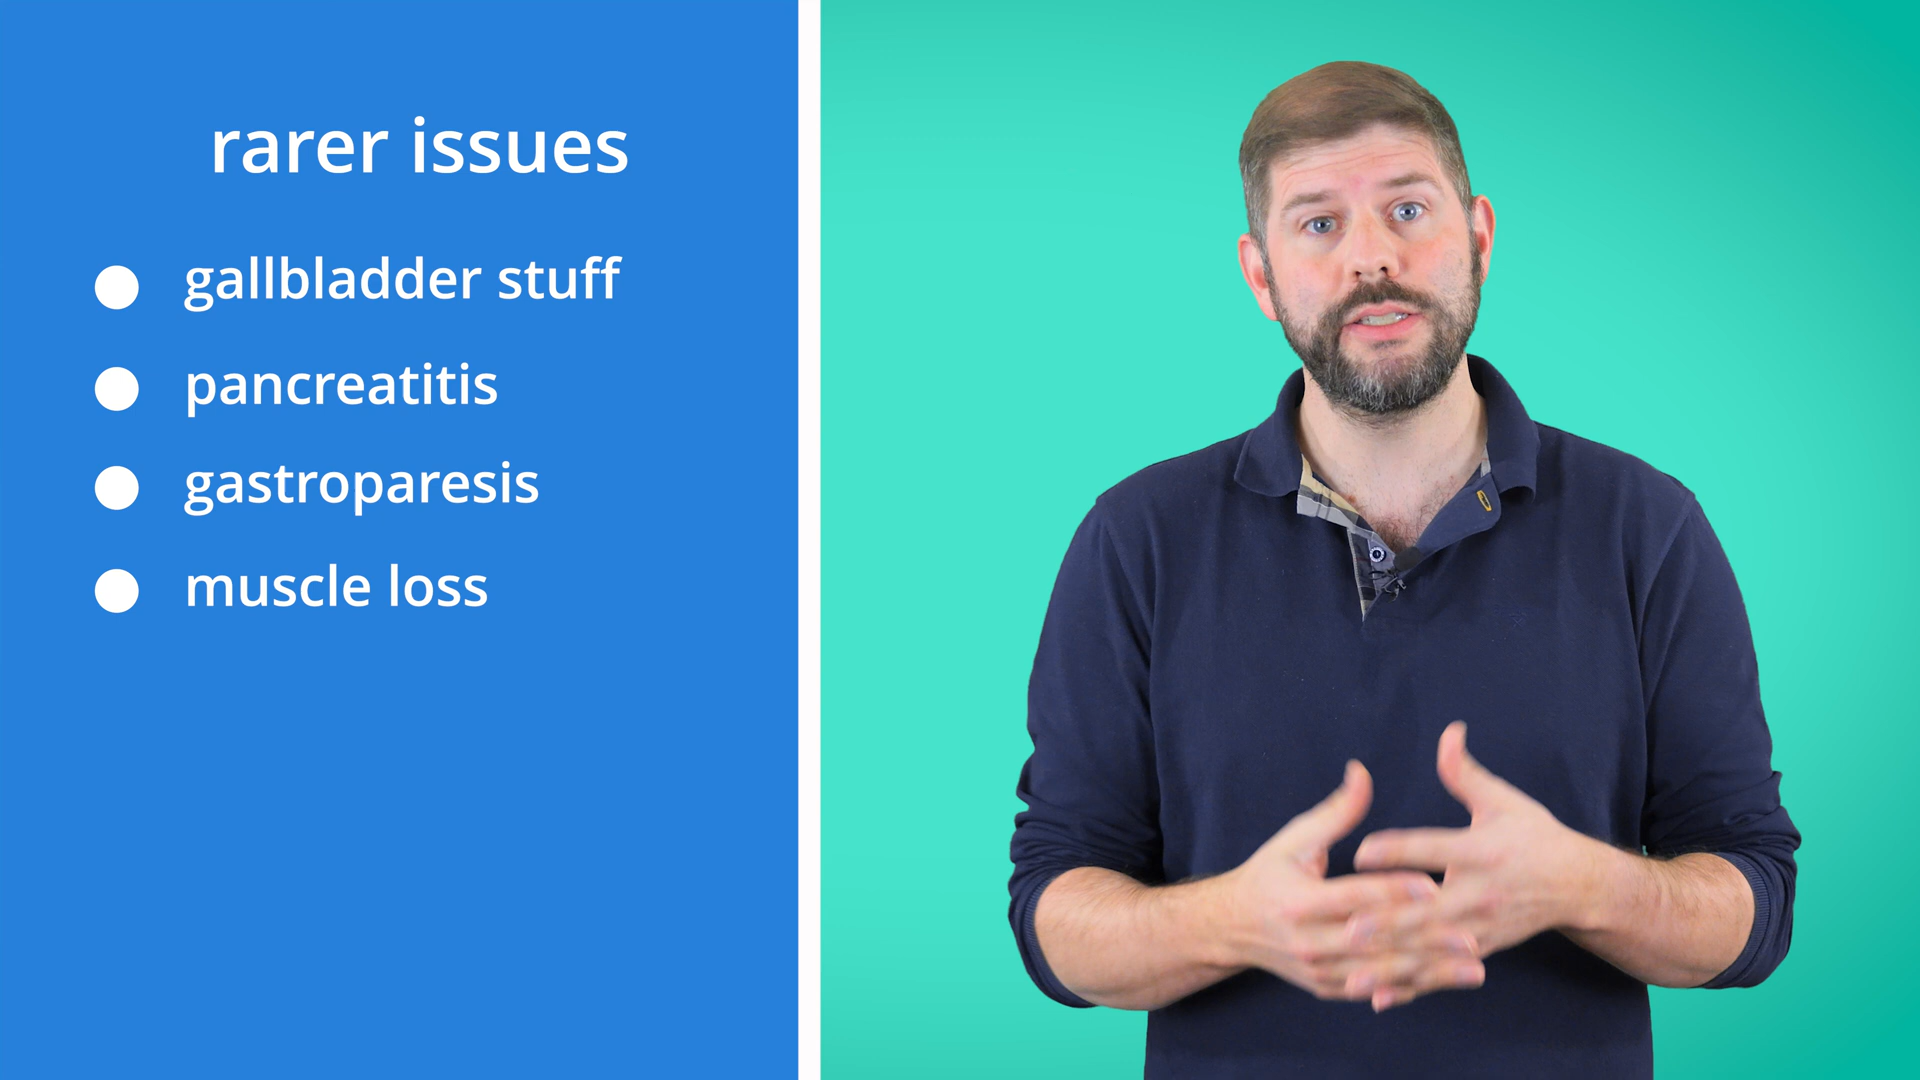 rarer issues
gallbladder stuff
pancreatitis
gastroparesis
muscle loss